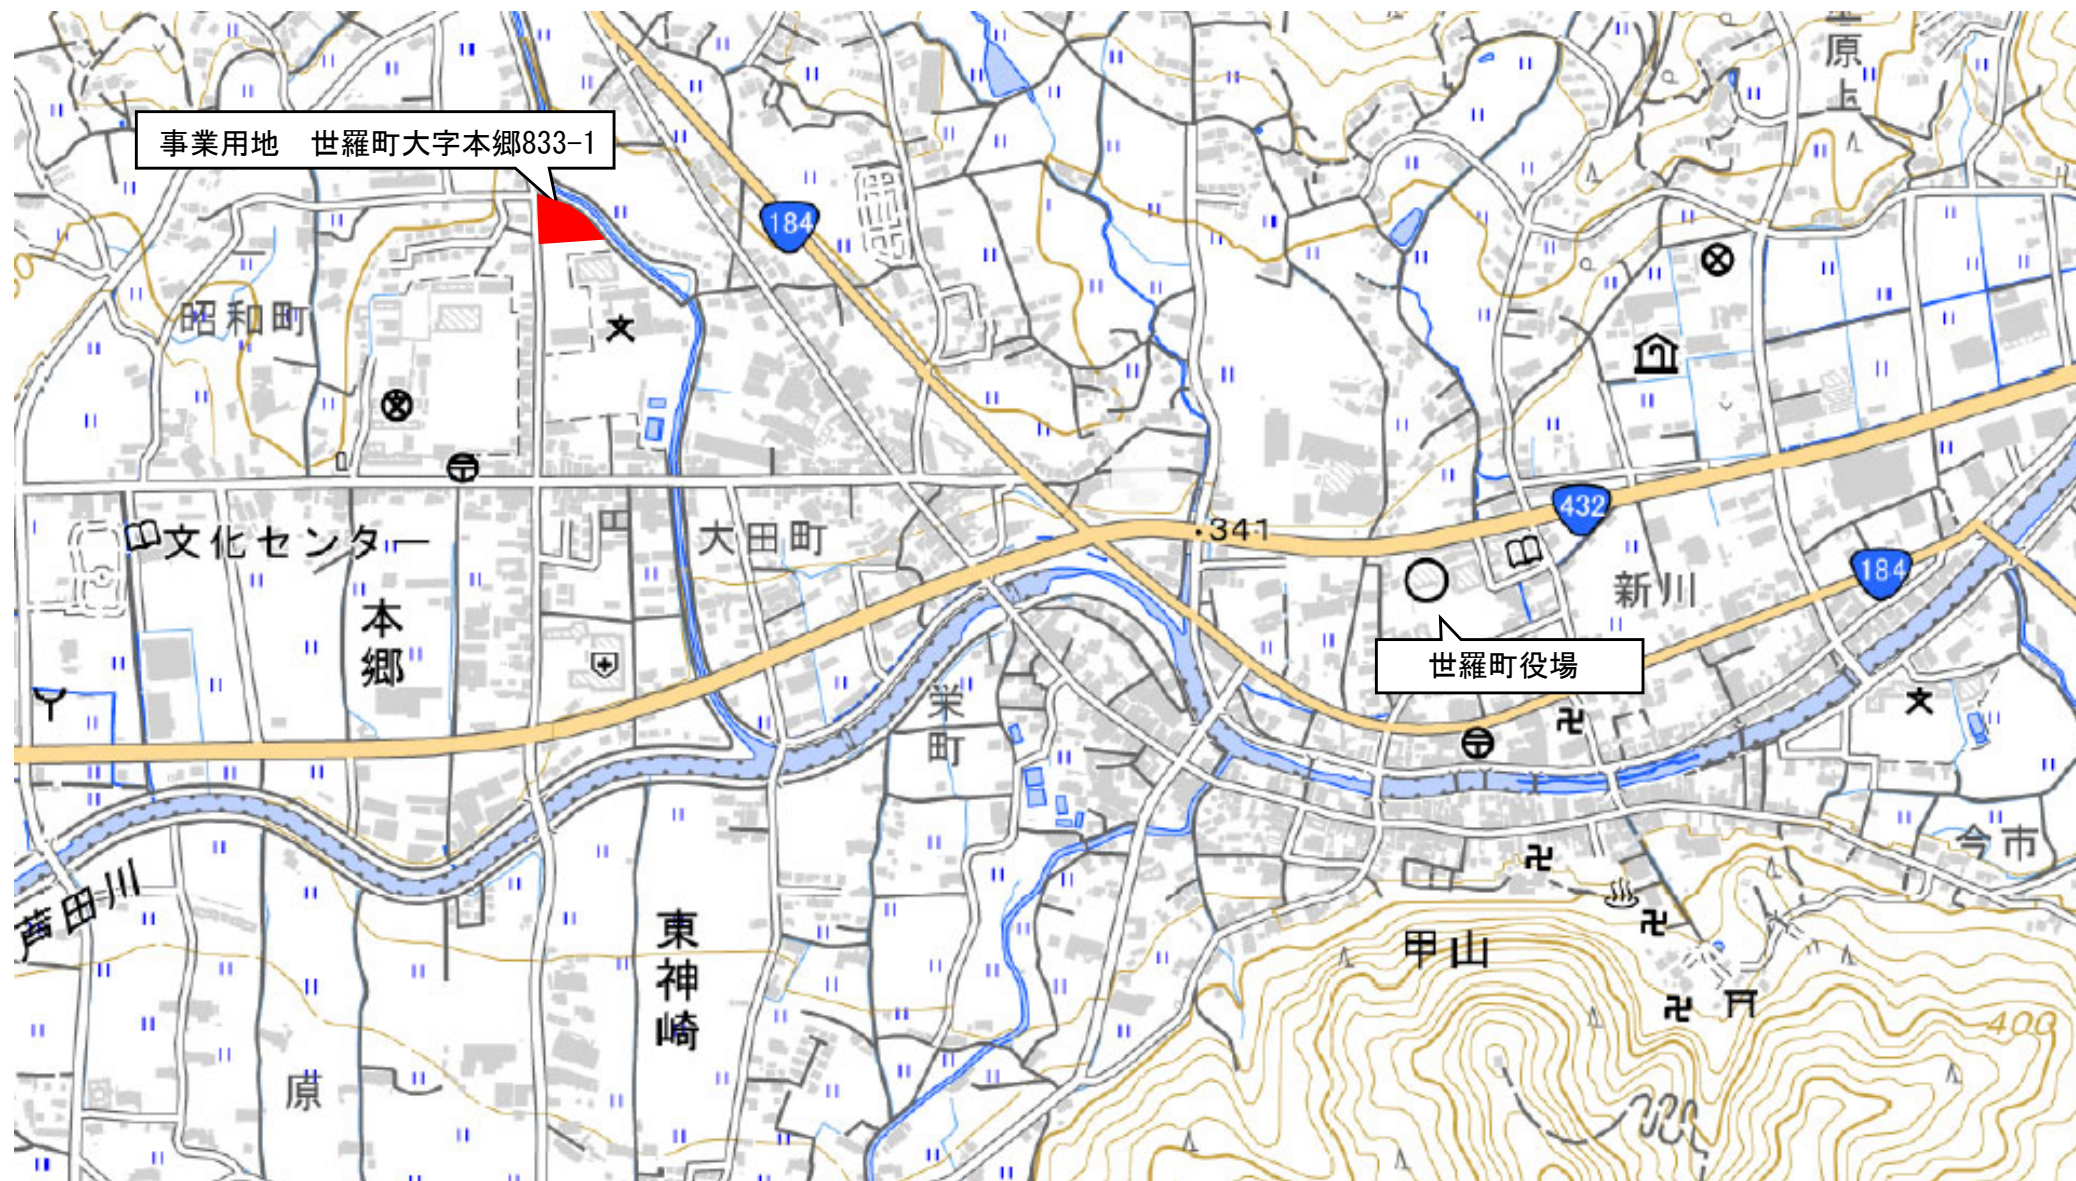 原上
事業用地　世羅町大字本郷833-1
184
昭和町
432
341
大田町
文化センター
184
新川
本郷
世羅町役場
栄町
今市
芦田川
東神崎
甲山
400
原